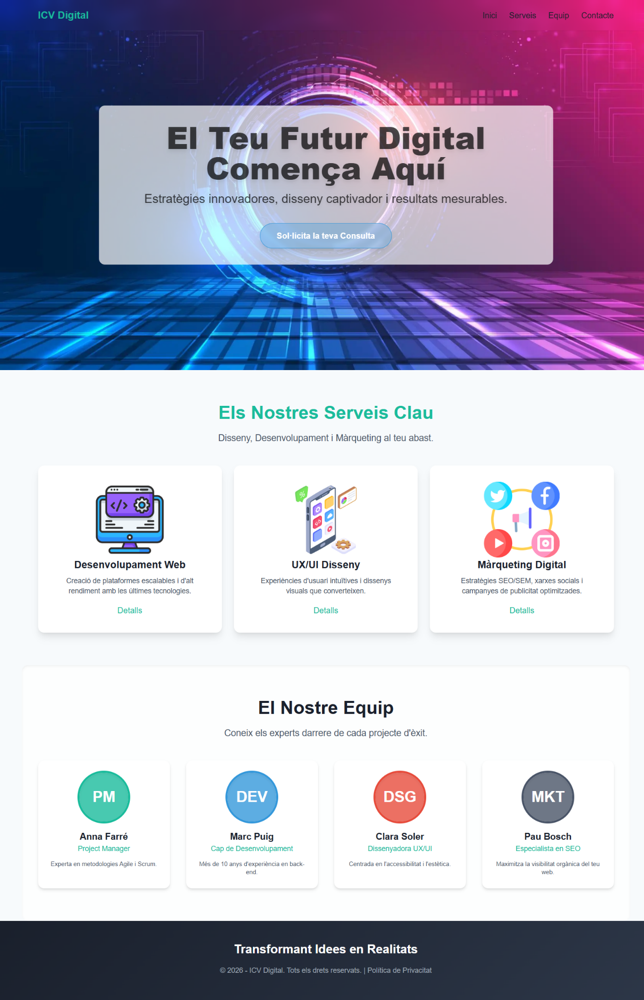 ICV Digital
Inici Serveis Equip Contacte
El Teu Futur Digital
Comença Aquí
Estratègies innovadores, disseny captivador i resultats mesurables.
Sol·licita la teva Consulta
Els Nostres Serveis Clau
Disseny, Desenvolupament i Màrqueting al teu abast.
Desenvolupament Web
Creació de plataformes escalables i d'alt
rendiment amb les últimes tecnologies.
Detalls
%
UX/UI Disseny
Experiències d'usuari intuïtives i dissenys
visuals que converteixen.
Detalls
Màrqueting Digital
Estratègies SEO/SEM, xarxes socials i
campanyes de publicitat optimitzades.
Detalls
El Nostre Equip
Coneix els experts darrere de cada projecte d'èxit.
PM
Anna Farré
Project Manager
Experta en metodologies Agile i Scrum.
DEV
Marc Puig
Cap de Desenvolupament
Més de 10 anys d'experiència en back-
end.
DSG
Clara Soler
Dissenyadora UX/UI
Centrada en l'accessibilitat i l'estètica.
MKT
Pau Bosch
Especialista en SEO
Maximitza la visibilitat orgànica del teu
web.
Transformant Idees en Realitats
© 2026 - ICV Digital. Tots els drets reservats. | Política de Privacitat